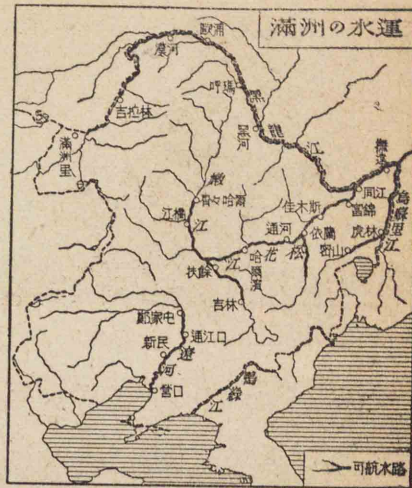 運水の洲滿
漠河
鷗浦
呼瑪
黑
龍
江
黑河
吉拉林
滿洲里
撫遠
同江
富錦
烏蘇里江
佳木斯
依蘭
虎林
密山
通河
嫩
江
齊々哈爾
江橋
松
花
江
哈爾濱
扶餘
吉林
鄭家屯
通江口
遼
河
新民
營口
鴨
綠
江
可航水路